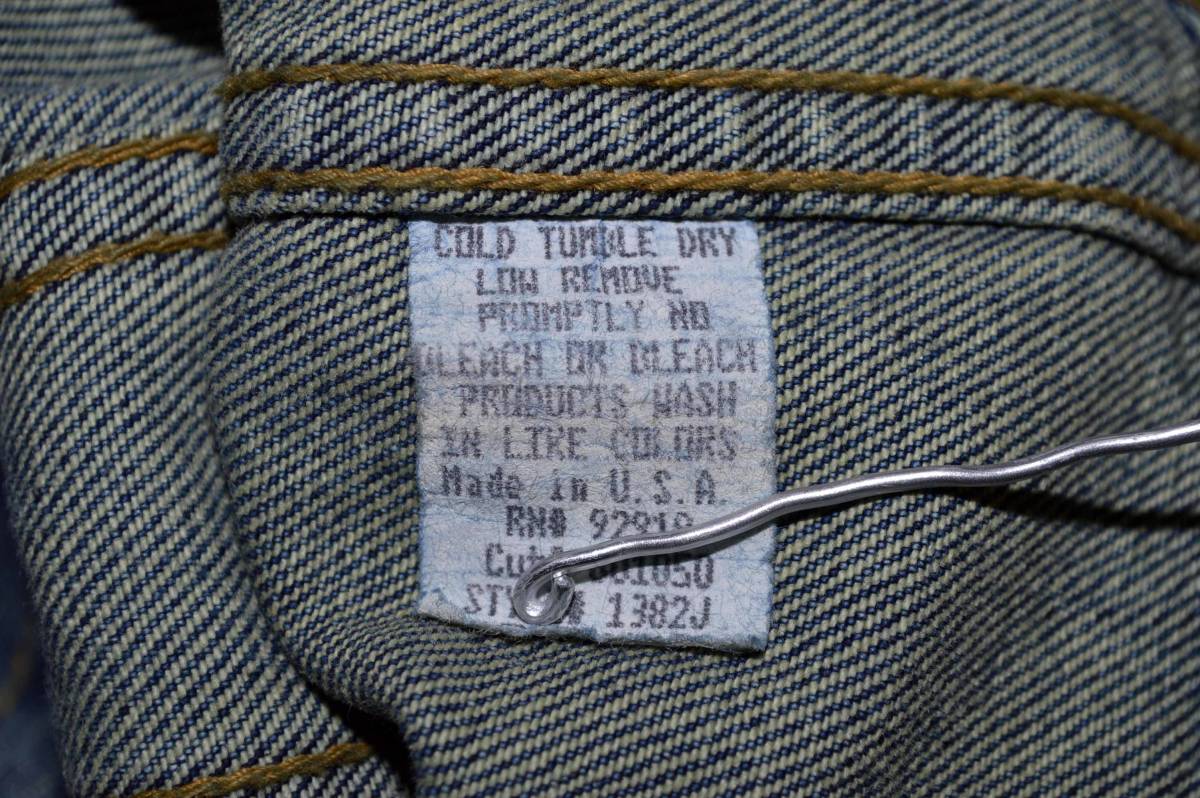 COLD TUMBLE DRY
LOW REMOVE
PROMPTLY NO
BLEACH OR BLEACH
PRODUCTS WASH
IN LIKE COLORS
Made in U.S.A.
RN#
Cut#
1382J